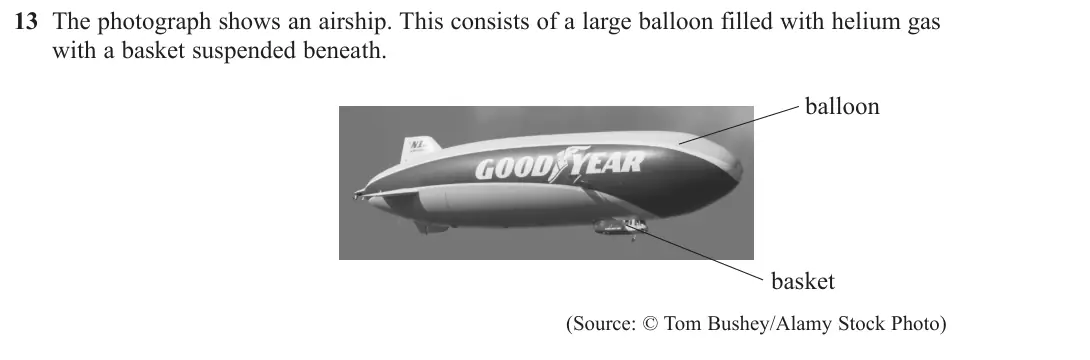 13 The photograph shows an airship. This consists of a large balloon filled with helium gas
with a basket suspended beneath.
balloon
GOODYEAR
basket
(Source: © Tom Bushey/Alamy Stock Photo)